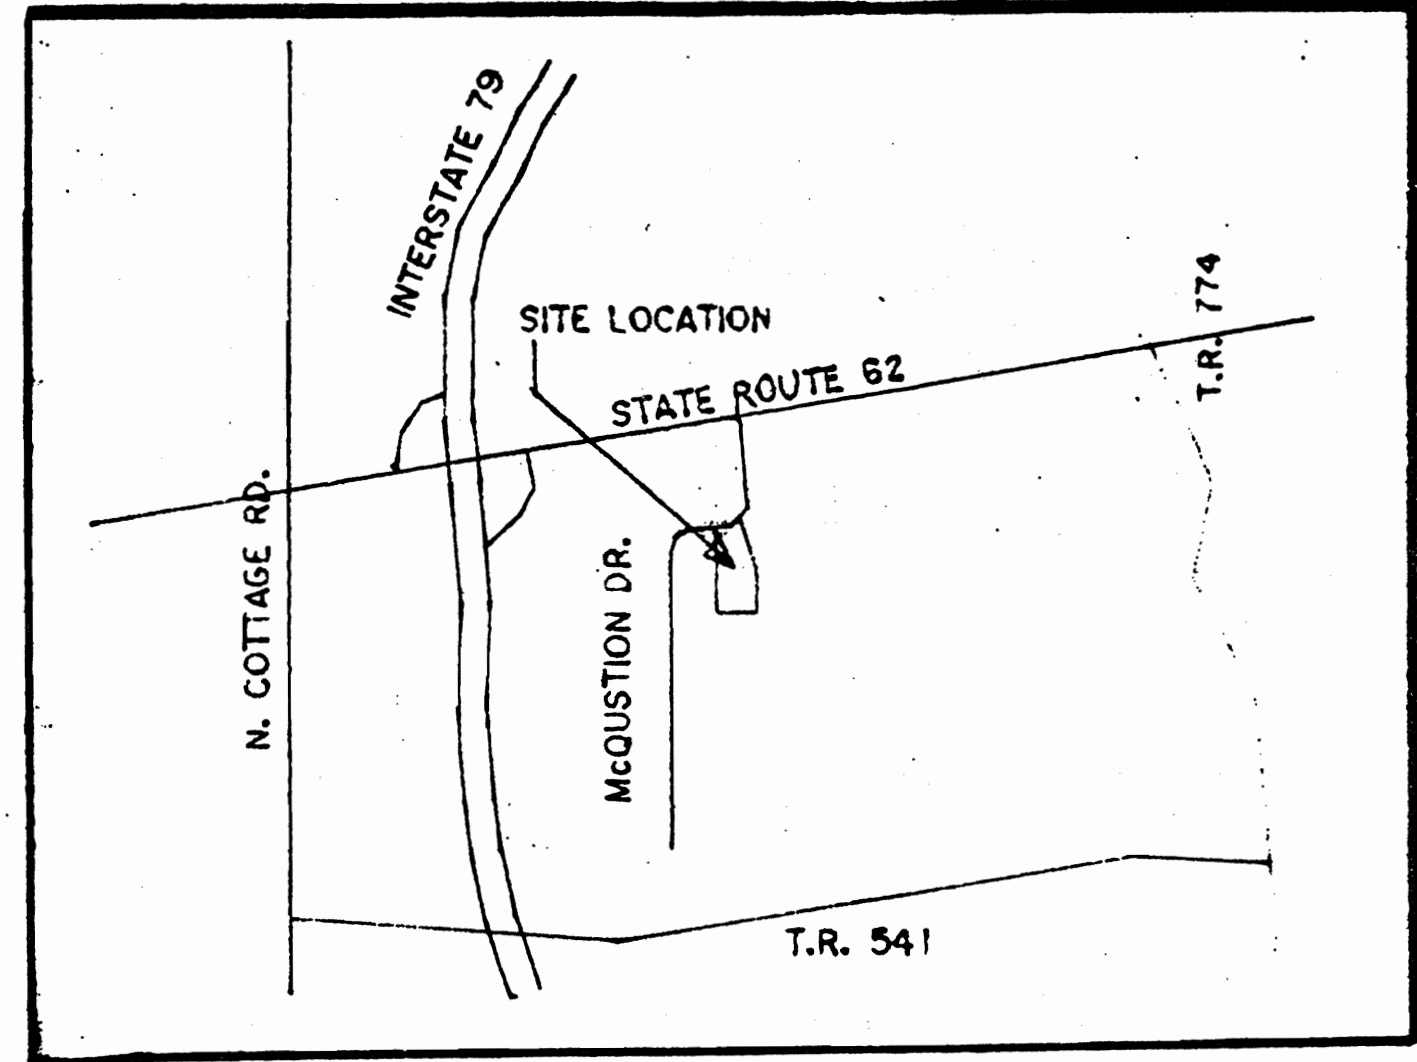 INTERSTATE 79
SITE LOCATION
STATE ROUTE 62
T.R. 774
N. COTTAGE RD.
McQUSTION DR.
T.R. 541